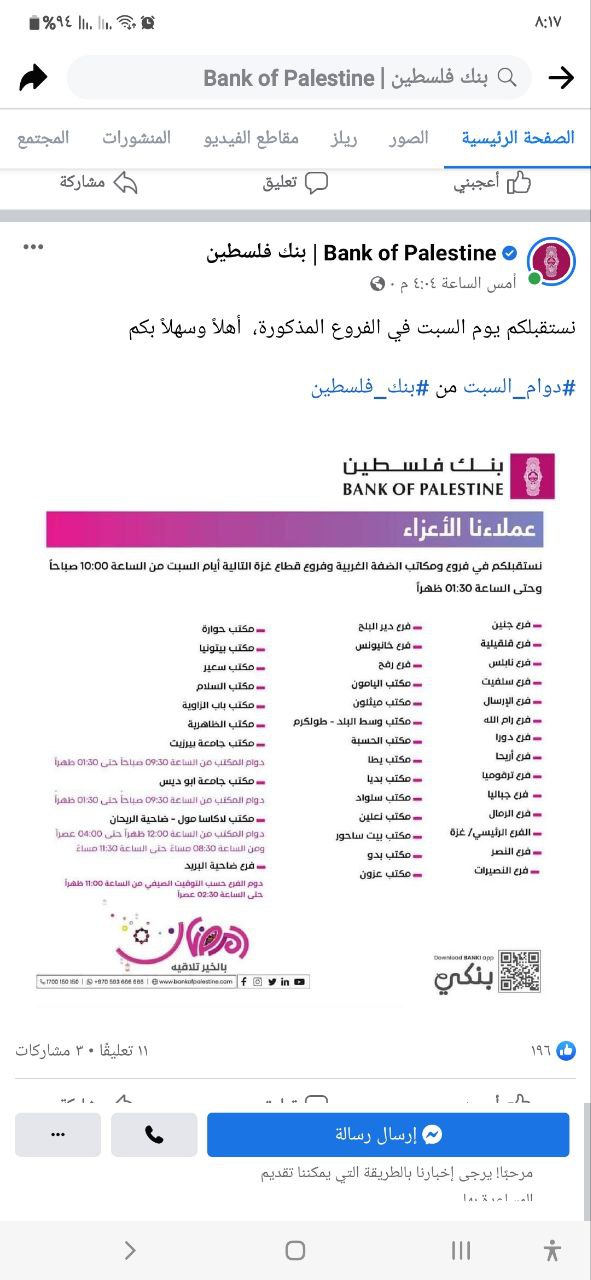 %٩٤
٨:١٧
بنك فلسطين | Bank of Palestine
الصفحة الرئيسية
الصور
ريلز
مقاطع الفيديو
المنشورات
المجتمع
أعجبني
تعليق
مشاركة
Bank of Palestine | بنك فلسطين
أمس الساعة ٤:٠٤ م
نستقبلكم يوم السبت في الفروع المذكورة، أهلاً وسهلاً بكم
#دوام_السبت من #بنك_فلسطين
بنك فلسطين
BANK OF PALESTINE
عملاءنا الأعزاء
نستقبلكم في فروع ومكاتب الضفة الغربية وفروع قطاع غزة التالية أيام السبت من الساعة 10:00 صباحاً
وحتى الساعة 01:30 ظهراً
فرع جنين
فرع قلقيلية
فرع نابلس
فرع سلفيت
فرع الإرسال
فرع رام الله
فرع دورا
فرع أريحا
فرع ترقوميا
فرع جباليا
فرع الرمال
الفرع الرئيسي/ غزة
فرع النصر
فرع النصيرات
فرع دير البلح
فرع خانيونس
فرع رفح
مكتب اليامون
مكتب ميثلون
مكتب وسط البلد - طولكرم
مكتب الحسبة
مكتب يطا
مكتب بديا
مكتب سلواد
مكتب نعلين
مكتب بيت ساحور
مكتب بدو
مكتب عزون
مكتب حوارة
مكتب بيتونيا
مكتب سعير
مكتب السلام
مكتب باب الزاوية
مكتب الظاهرية
مكتب جامعة بيرزيت
دوام المكتب من الساعة 09:30 صباحاً حتى 01:30 ظهراً
مكتب جامعة ابو ديس
دوام المكتب من الساعة 09:30 صباحاً حتى 01:30 ظهراً
مكتب لاكاسا مول - ضاحية الريحان
دوام المكتب من الساعة 12:00 ظهراً حتى 04:00 عصراً
ومن الساعة 08:30 مساءً حتى الساعة 11:30 مساءً
فرع ضاحية البريد
دوم الفرع حسب التوقيت الصيفي من الساعة 11:00 ظهراً
حتى الساعة 02:30 عصراً
رمضان
بالخير تلاقيه
1700 150 150 | +970 593 666 666 | www.bankofpalestine.com
Download BANKI app
بنكي
١٩٦
١١ تعليقًا • ٣ مشاركات
إرسال رسالة
مرحبًا! يرجى إخبارنا بالطريقة التي يمكننا تقديم